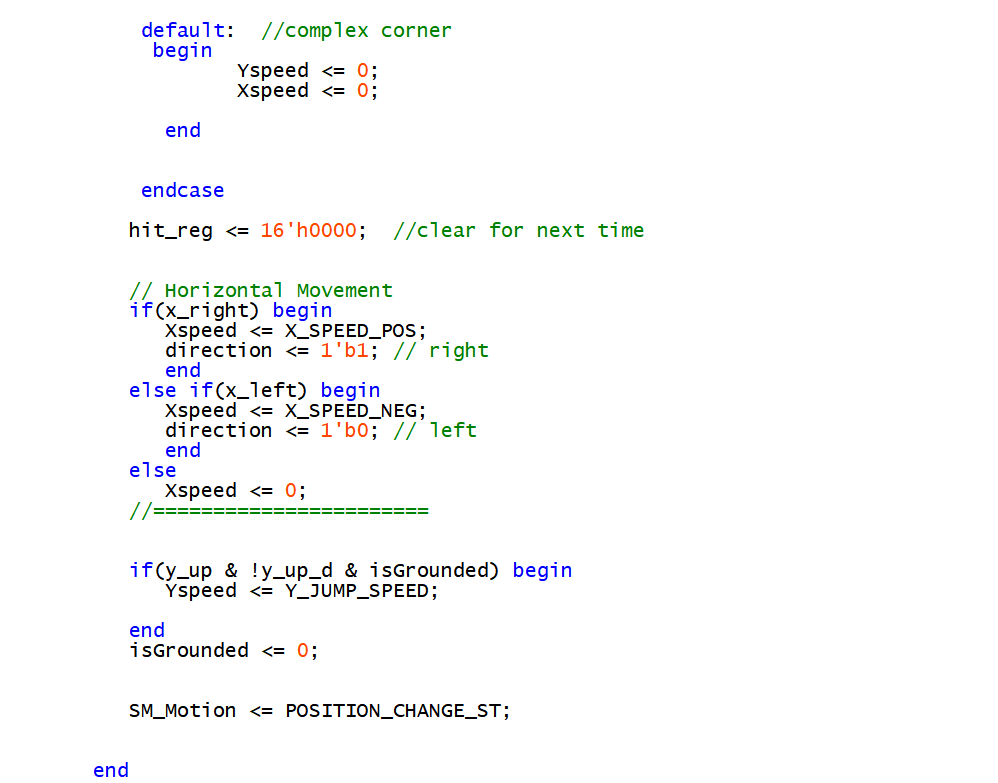 default:  //complex corner
begin
Yspeed <= 0;
Xspeed <= 0;
end
endcase
hit_reg <= 16'h0000;  //clear for next time
// Horizontal Movement
if(x_right) begin
Xspeed <= X_SPEED_POS;
direction <= 1'b1; // right
end
else if(x_left) begin
Xspeed <= X_SPEED_NEG;
direction <= 1'b0; // left
end
else
Xspeed <= 0;
//=======================
if(y_up & !y_up_d & isGrounded) begin
Yspeed <= Y_JUMP_SPEED;
end
isGrounded <= 0;
SM_Motion <= POSITION_CHANGE_ST;
end